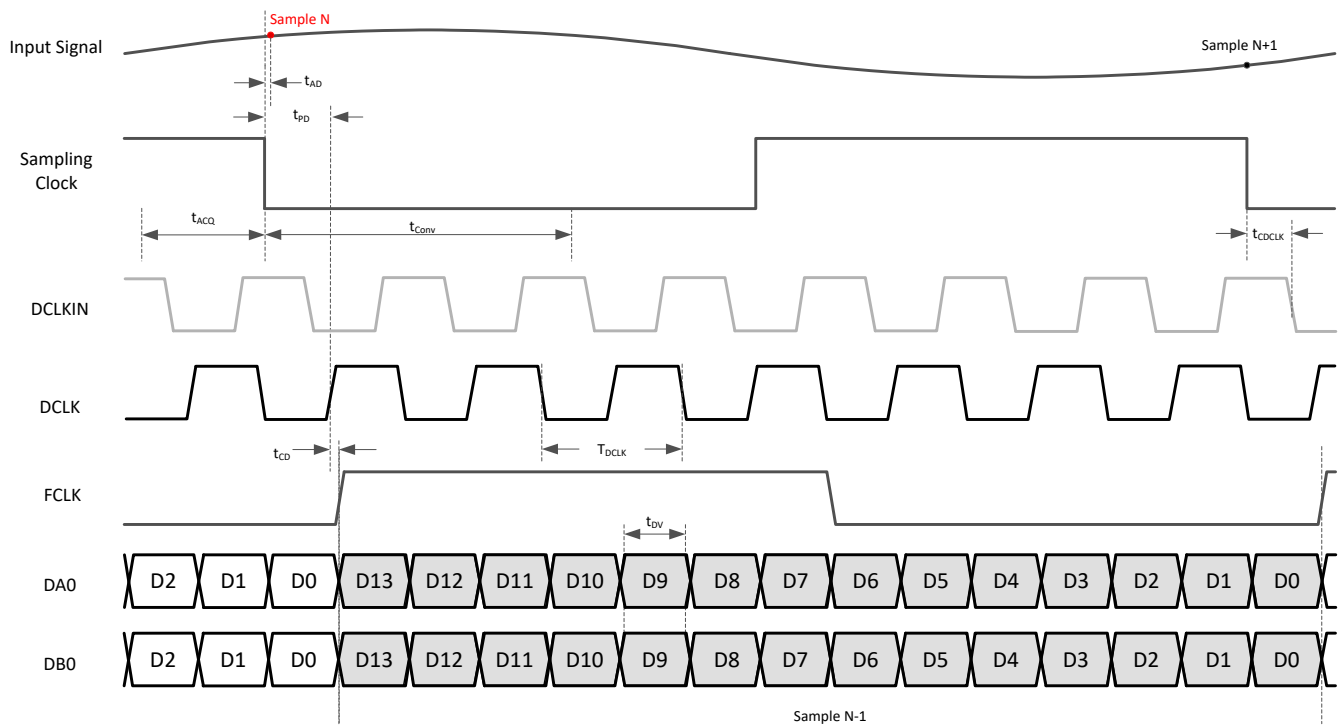 Sample N
Input Signal
Sample N+1
tAD
tPD
Sampling
Clock
tACQ
tConv
tCDCLK
DCLKIN
DCLK
tCD
TDCLK
FCLK
tDV
DA0
D2 D1 D0 D13 D12 D11 D10 D9 D8 D7 D6 D5 D4 D3 D2 D1 D0
DB0
D2 D1 D0 D13 D12 D11 D10 D9 D8 D7 D6 D5 D4 D3 D2 D1 D0
Sample N-1